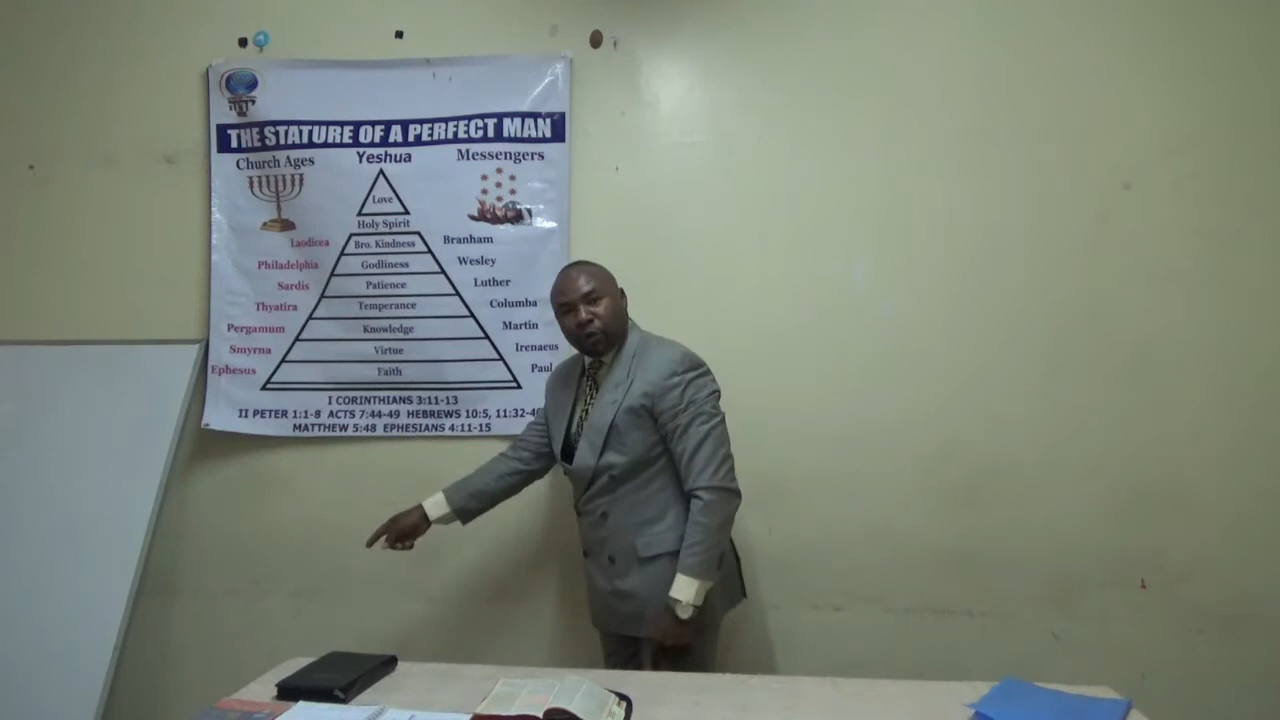 יהוה
THE STATURE OF A PERFECT MAN
Church Ages Yeshua Messengers
Love
Holy Spirit
Laodicea Bro. Kindness Branham
Philadelphia Godliness Wesley
Sardis Patience Luther
Thyatira Temperance Columba
Pergamum Knowledge Martin
Smyrna Virtue Irenaeus
Ephesus Faith Paul
I CORINTHIANS 3:11-13
II PETER 1:1-8 ACTS 7:44-49 HEBREWS 10:5, 11:32-4
MATTHEW 5:48 EPHESIANS 4:11-15